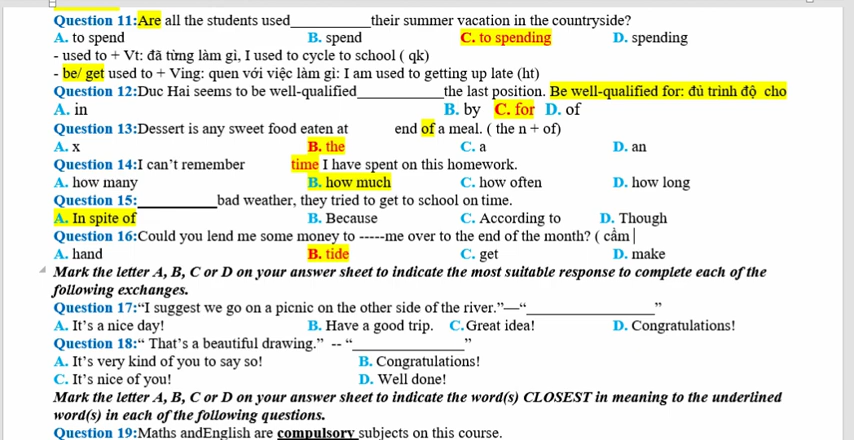 Question 11:Are all the students used__________their summer vacation in the countryside?
A. to spend B. spend C. to spending D. spending
- used to + Vt: đã từng làm gì, I used to cycle to school ( qk)
- be/ get used to + Ving: quen với việc làm gì: I am used to getting up late (ht)
Question 12:Duc Hai seems to be well-qualified___________the last position. Be well-qualified for: đủ trình độ cho
A. in B. by C. for D. of
Question 13:Dessert is any sweet food eaten at end of a meal. ( the n + of)
A. x B. the C. a D. an
Question 14:I can't remember time I have spent on this homework.
A. how many B. how much C. how often D. how long
Question 15:__________bad weather, they tried to get to school on time.
A. In spite of B. Because C. According to D. Though
Question 16:Could you lend me some money to -----me over to the end of the month? ( cầm
A. hand B. tide C. get D. make
Mark the letter A, B, C or D on your answer sheet to indicate the most suitable response to complete each of the
following exchanges.
Question 17:“I suggest we go on a picnic on the other side of the river.”—“________________”
A. It’s a nice day! B. Have a good trip. C.Great idea! D. Congratulations!
Question 18:“ That’s a beautiful drawing.” -- “______________”
A. It’s very kind of you to say so! B. Congratulations!
C. It’s nice of you! D. Well done!
Mark the letter A, B, C or D on your answer sheet to indicate the word(s) CLOSEST in meaning to the underlined
word(s) in each of the following questions.
Question 19:Maths andEnglish are compulsory subjects on this course.